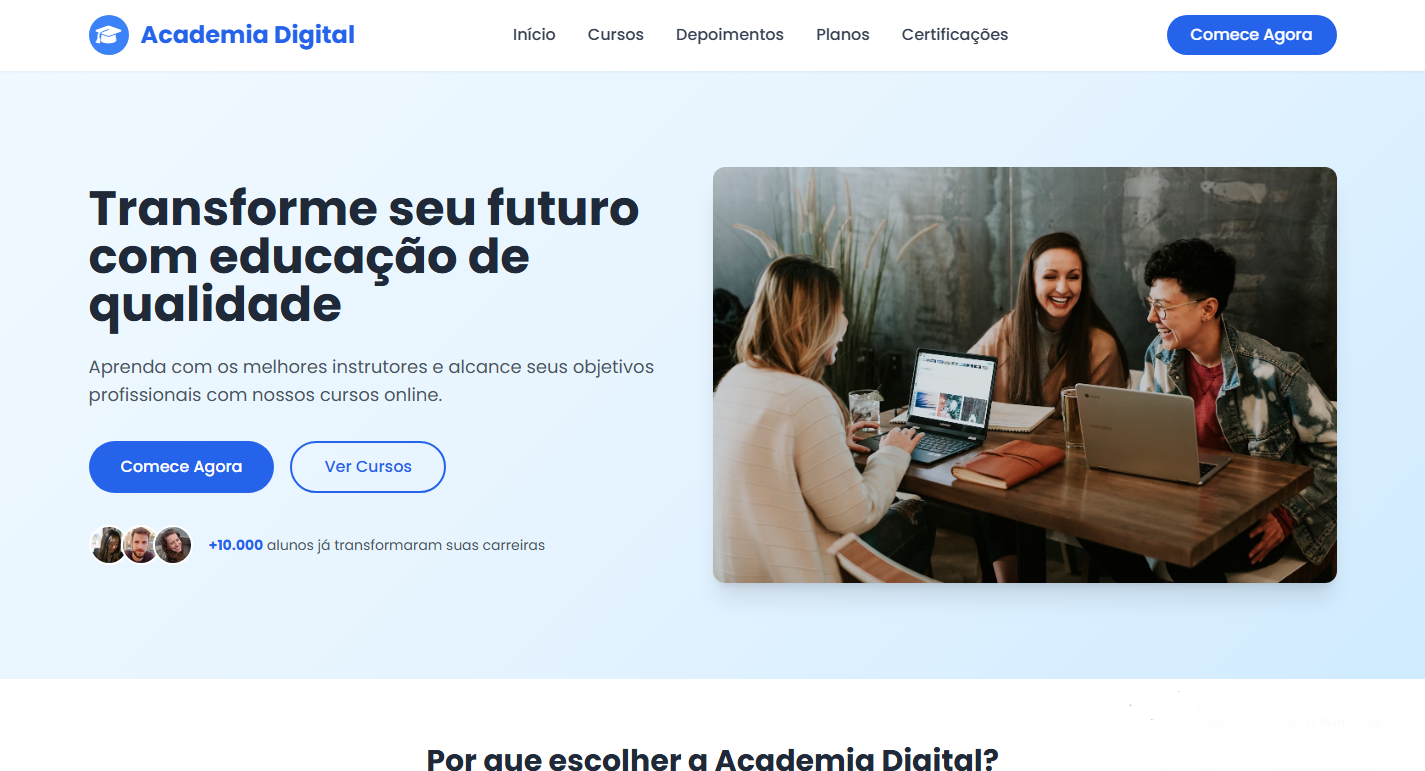 Academia Digital
Início
Cursos
Depoimentos
Planos
Certificações
Comece Agora
Transforme seu futuro
com educação de
qualidade
Aprenda com os melhores instrutores e alcance seus objetivos
profissionais com nossos cursos online.
Comece Agora
Ver Cursos
+10.000 alunos já transformaram suas carreiras
Por que escolher a Academia Digital?